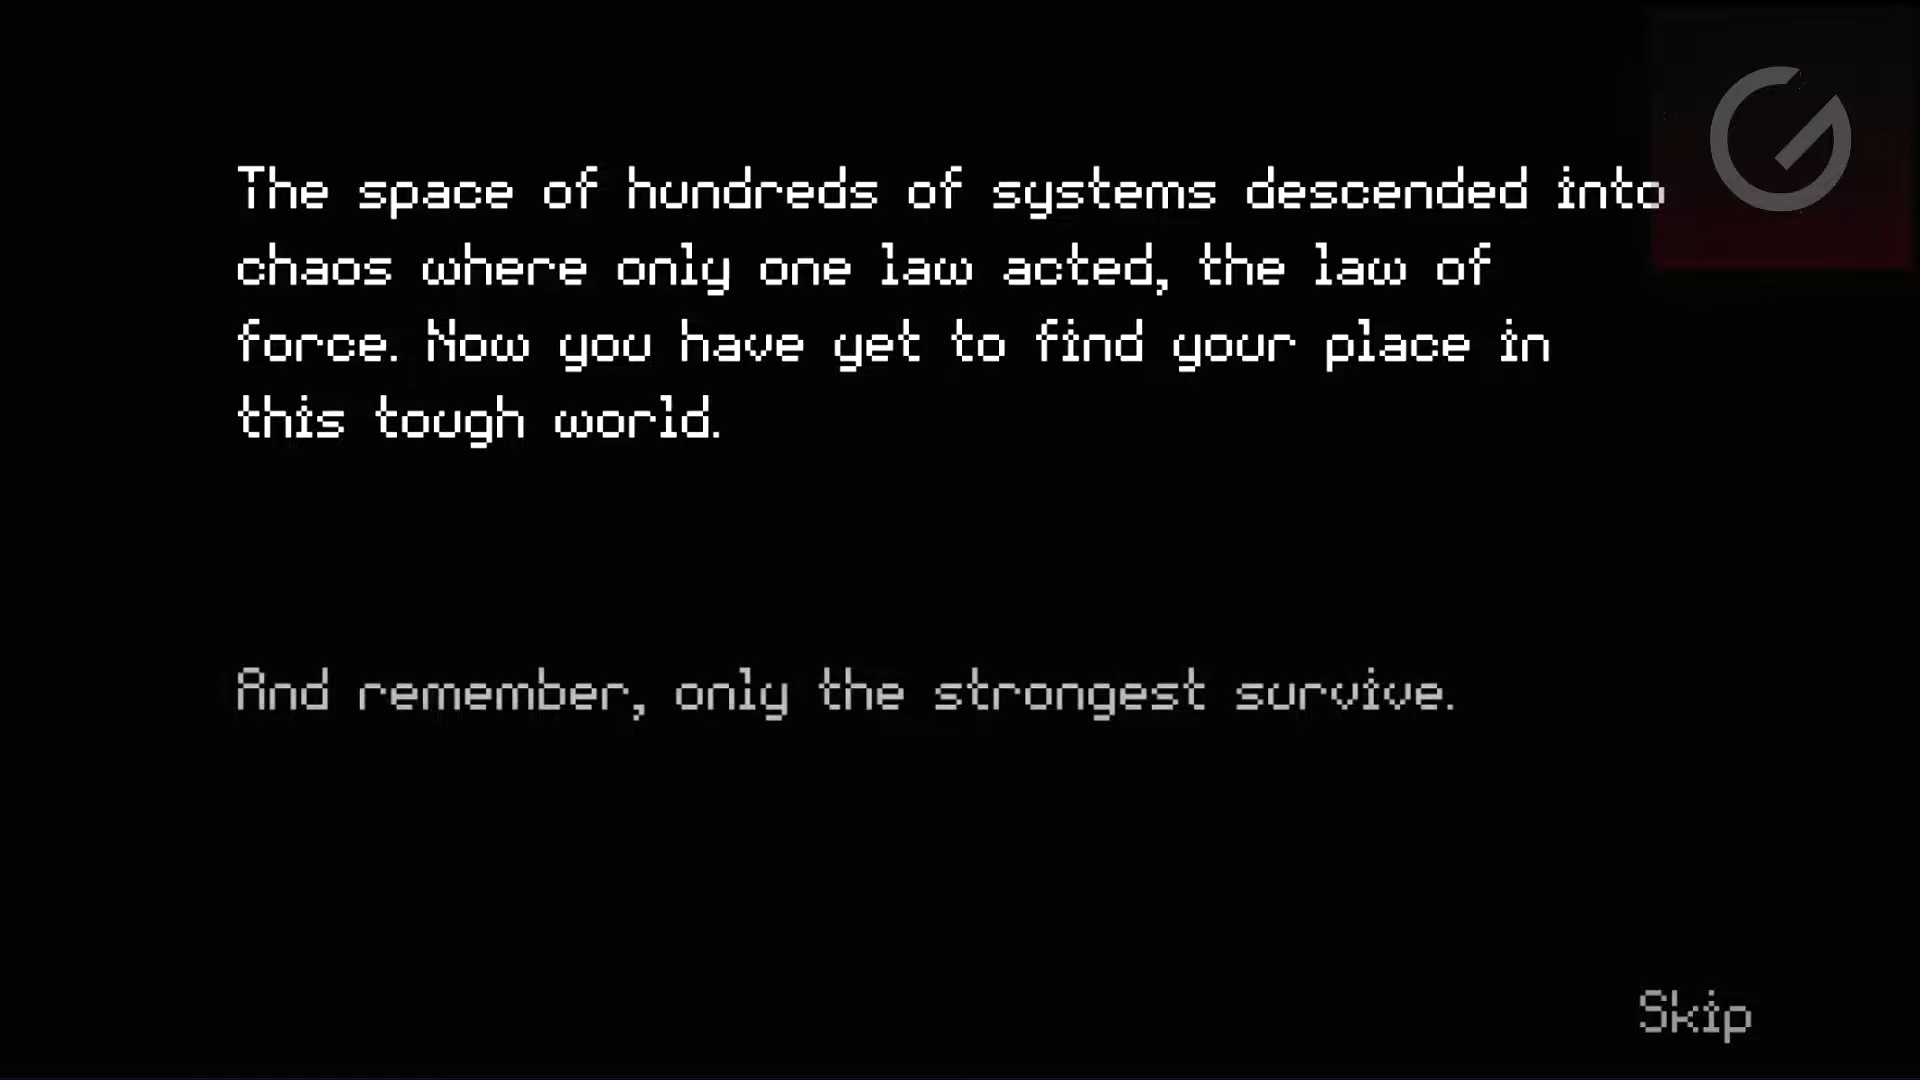 The space of hundreds of systems descended into
chaos where only one law acted, the law of
force. Now you have yet to find your place in
this tough world.
And remember, only the strongest survive.
Skip